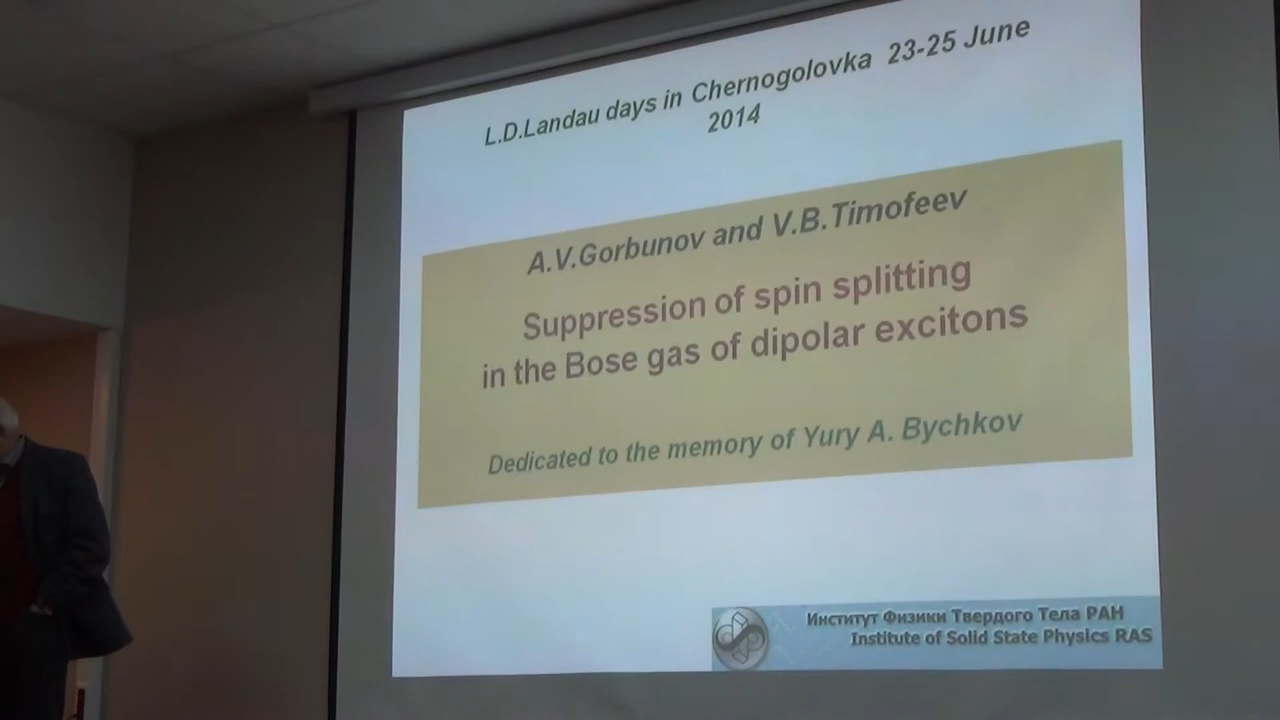 L.D.Landau days in Chernogolovka 23-25 June
2014
A.V.Gorbunov and V.B.Timofeev
Suppression of spin splitting
in the Bose gas of dipolar excitons
Dedicated to the memory of Yury A. Bychkov
Институт Физики Твердого Тела РАН
Institute of Solid State Physics RAS